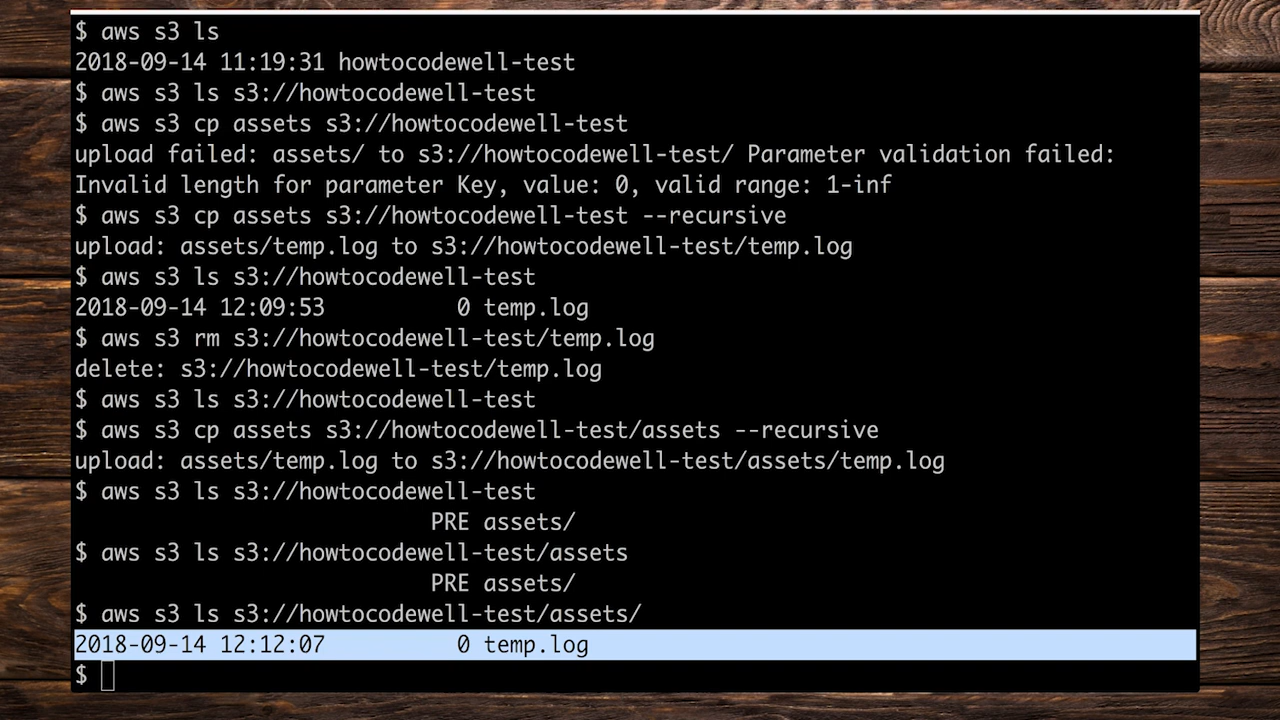 $ aws s3 ls
2018-09-14 11:19:31 howtocodewell-test
$ aws s3 ls s3://howtocodewell-test
$ aws s3 cp assets s3://howtocodewell-test
upload failed: assets/ to s3://howtocodewell-test/ Parameter validation failed:
Invalid length for parameter Key, value: 0, valid range: 1-inf
$ aws s3 cp assets s3://howtocodewell-test --recursive
upload: assets/temp.log to s3://howtocodewell-test/temp.log
$ aws s3 ls s3://howtocodewell-test
2018-09-14 12:09:53          0 temp.log
$ aws s3 rm s3://howtocodewell-test/temp.log
delete: s3://howtocodewell-test/temp.log
$ aws s3 ls s3://howtocodewell-test
$ aws s3 cp assets s3://howtocodewell-test/assets --recursive
upload: assets/temp.log to s3://howtocodewell-test/assets/temp.log
$ aws s3 ls s3://howtocodewell-test
                           PRE assets/
$ aws s3 ls s3://howtocodewell-test/assets
                           PRE assets/
$ aws s3 ls s3://howtocodewell-test/assets/
2018-09-14 12:12:07          0 temp.log
$